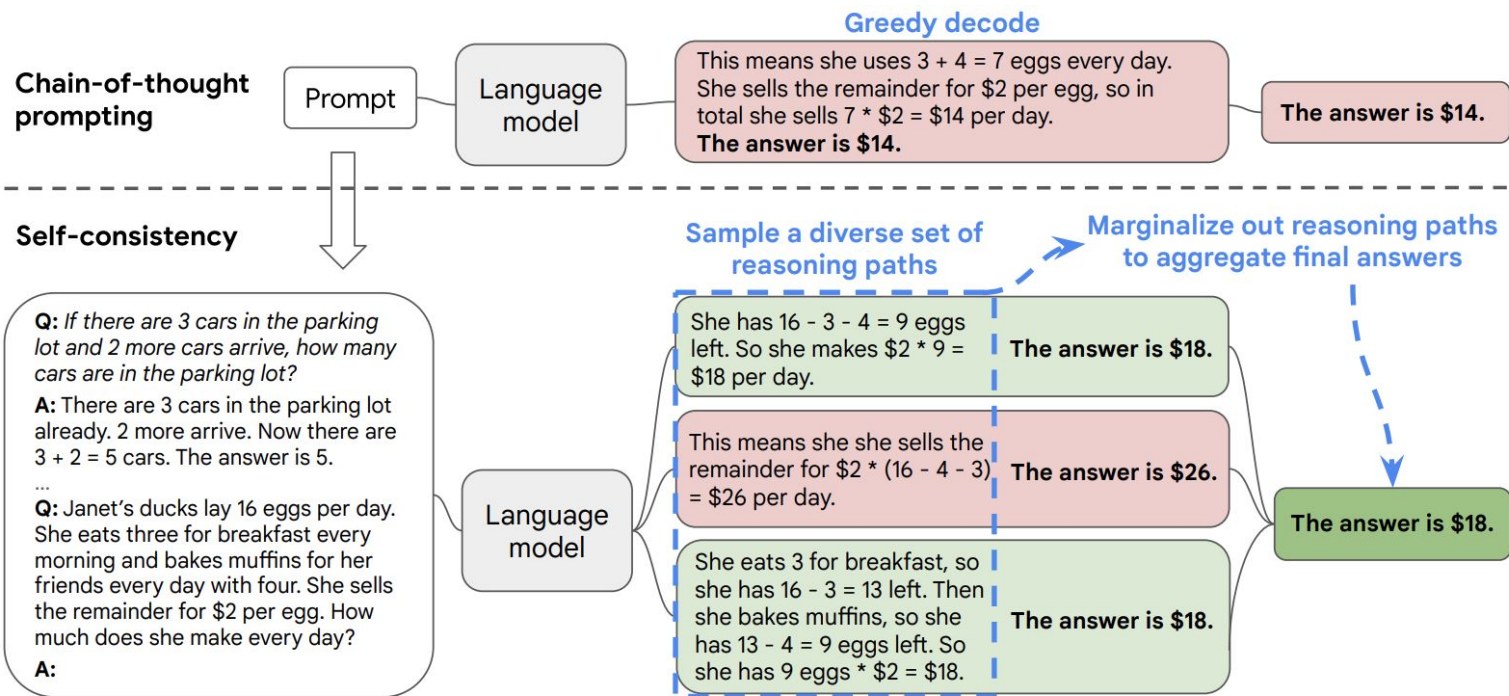 Greedy decode
Chain-of-thought
prompting
Prompt
Language
model
This means she uses 3 + 4 = 7 eggs every day.
She sells the remainder for $2 per egg, so in
total she sells 7 * $2 = $14 per day.
The answer is $14.
The answer is $14.
Self-consistency
Sample a diverse set of
reasoning paths
Marginalize out reasoning paths
to aggregate final answers
Q: If there are 3 cars in the parking
lot and 2 more cars arrive, how many
cars are in the parking lot?
A: There are 3 cars in the parking lot
already. 2 more arrive. Now there are
3 + 2 = 5 cars. The answer is 5.
...
Q: Janet’s ducks lay 16 eggs per day.
She eats three for breakfast every
morning and bakes muffins for her
friends every day with four. She sells
the remainder for $2 per egg. How
much does she make every day?
A:
Language
model
She has 16 - 3 - 4 = 9 eggs
left. So she makes $2 * 9 =
$18 per day.
The answer is $18.
This means she she sells the
remainder for $2 * (16 - 4 - 3)
= $26 per day.
The answer is $26.
She eats 3 for breakfast, so
she has 16 - 3 = 13 left. Then
she bakes muffins, so she
has 13 - 4 = 9 eggs left. So
she has 9 eggs * $2 = $18.
The answer is $18.
The answer is $18.